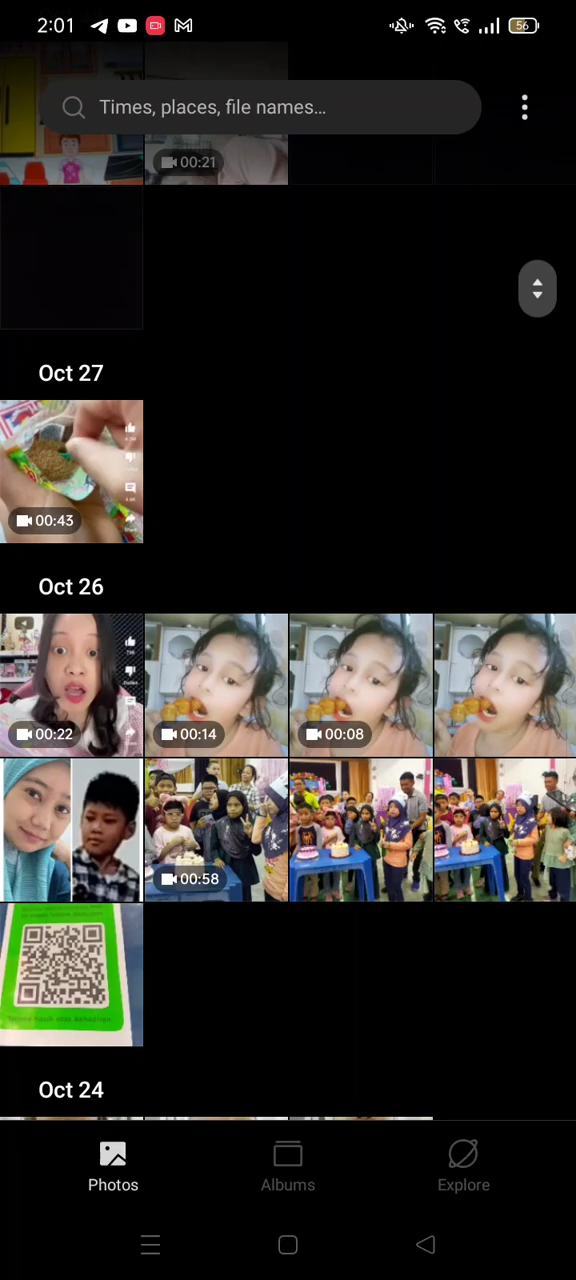 2:01
56
Times, places, file names...
00:21
Oct 27
00:43
Oct 26
00:22
00:14
00:08
00:58
Oct 24
Photos
Albums
Explore